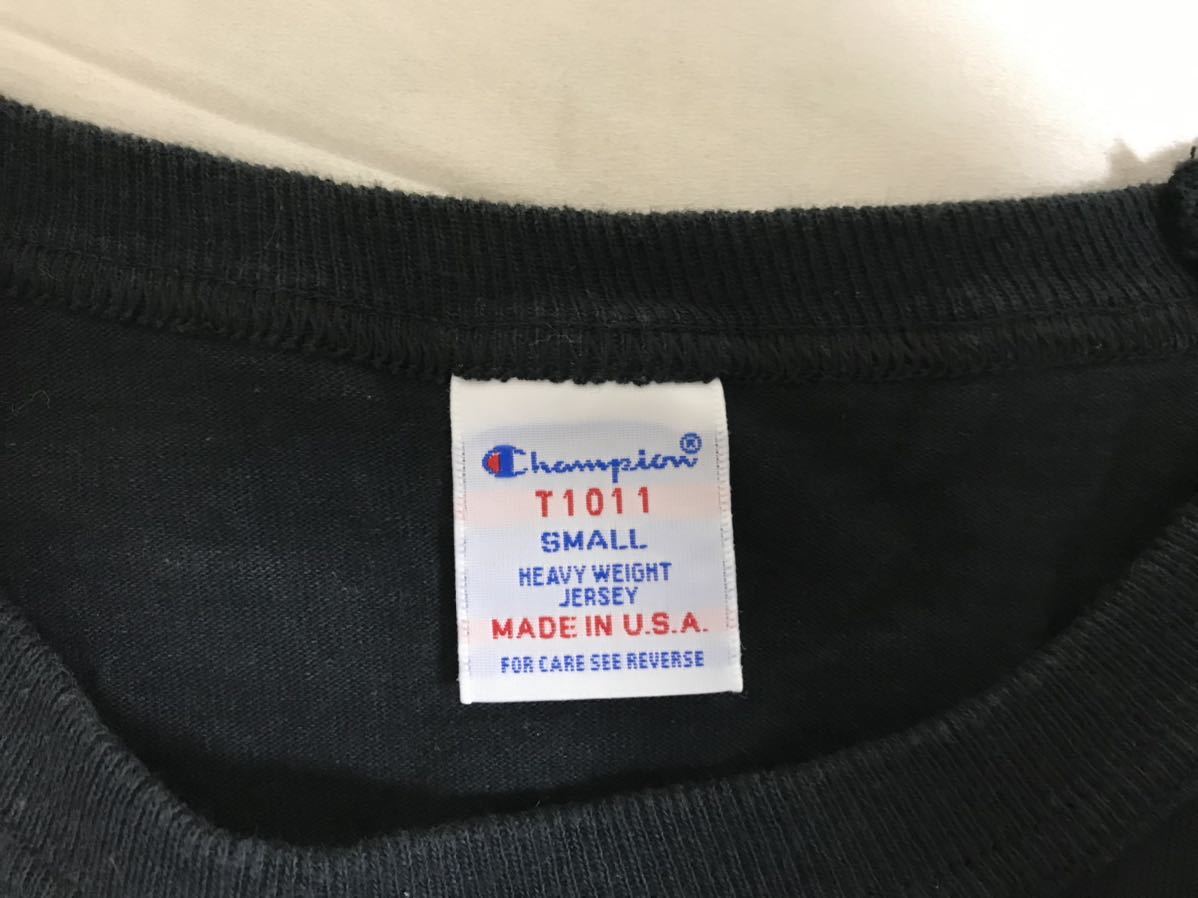 Champion®
T1011
SMALL
HEAVY WEIGHT
JERSEY
MADE IN U.S.A.
FOR CARE SEE REVERSE